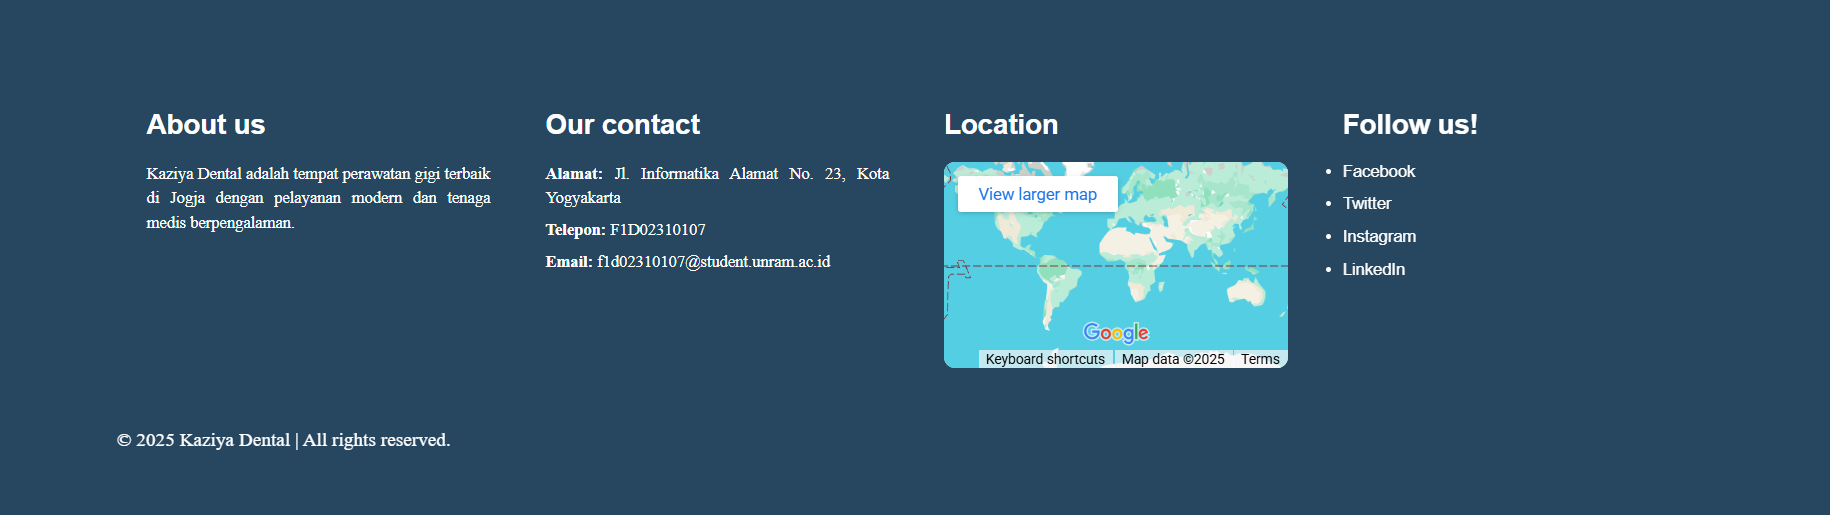 About us
Kaziya Dental adalah tempat perawatan gigi terbaik
di Jogja dengan pelayanan modern dan tenaga
medis berpengalaman.
Our contact
Alamat: Jl. Informatika Alamat No. 23, Kota
Yogyakarta
Telepon: F1D02310107
Email: f1d02310107@student.unram.ac.id
Location
View larger map
Google
Keyboard shortcuts Map data ©2025 Terms
Follow us!
Facebook
Twitter
Instagram
LinkedIn
© 2025 Kaziya Dental | All rights reserved.